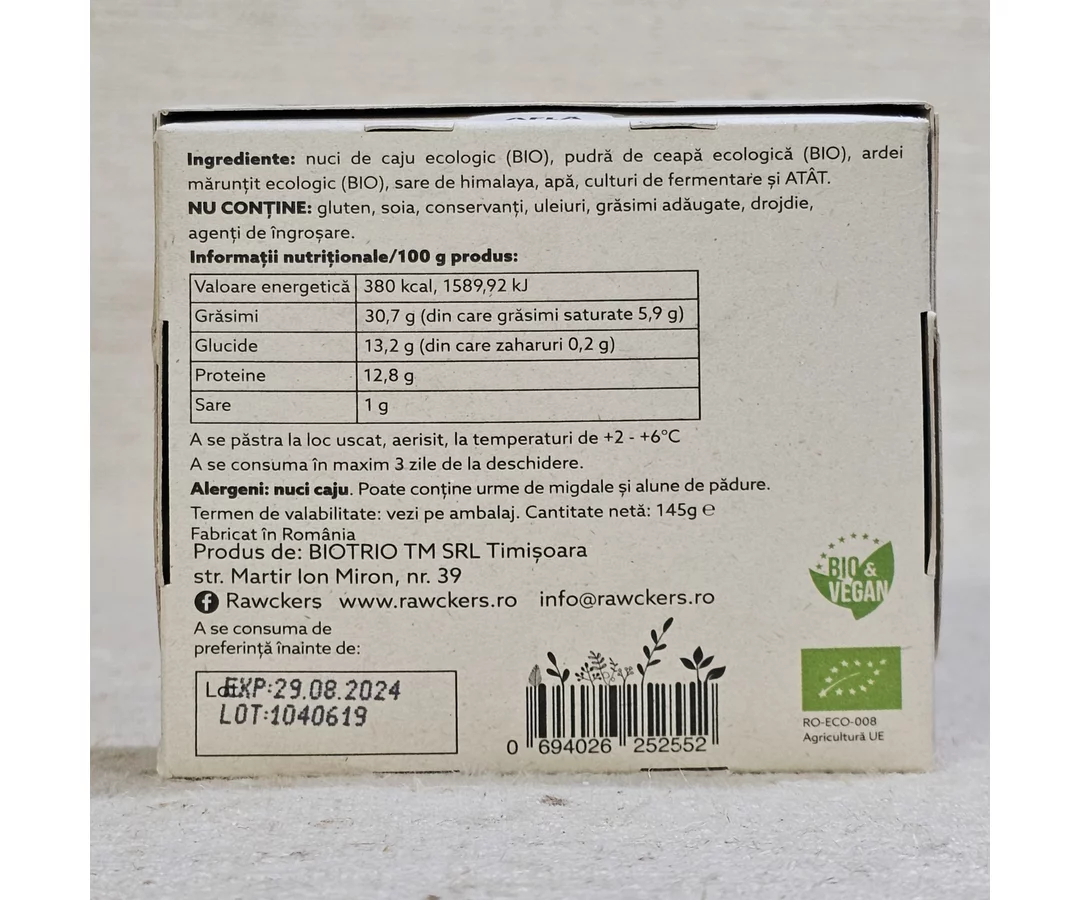 AFLĂ
Ingrediente: nuci de caju ecologic (BIO), pudră de ceapă ecologică (BIO), ardei
mărunțit ecologic (BIO), sare de himalaya, apă, culturi de fermentare și ATÂT.
NU CONȚINE: gluten, soia, conservanți, uleiuri, grăsimi adăugate, drojdie,
agenți de îngroșare.
Informații nutriționale/100 g produs:
Valoare energetică 380 kcal, 1589,92 kJ
Grăsimi 30,7 g (din care grăsimi saturate 5,9 g)
Glucide 13,2 g (din care zaharuri 0,2 g)
Proteine 12,8 g
Sare 1 g
A se păstra la loc uscat, aerisit, la temperaturi de +2 - +6°C
A se consuma în maxim 3 zile de la deschidere.
Alergeni: nuci caju. Poate conține urme de migdale și alune de pădure.
Termen de valabilitate: vezi pe ambalaj. Cantitate netă: 145g ℮
Fabricat în România
Produs de: BIOTRIO TM SRL Timișoara
str. Martir Ion Miron, nr. 39
Rawckers www.rawckers.ro info@rawckers.ro
BIO &
VEGAN
A se consuma de
preferință înainte de:
EXP:29.08.2024
LOT:1040619
0 694026 252552
RO-ECO-008
Agricultură UE